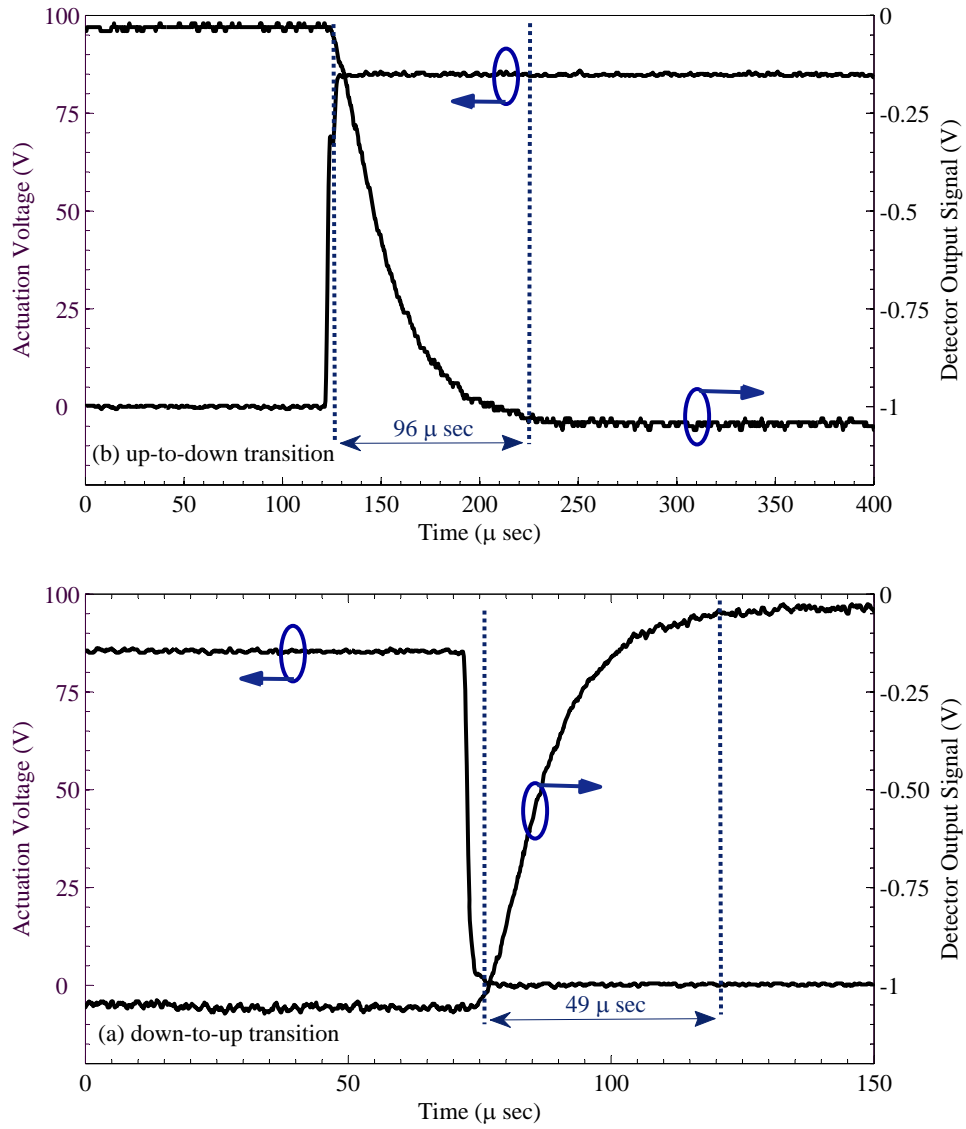 100
75
50
25
0
Actuation Voltage (V)
0
-0.25
-0.5
-0.75
-1
Detector Output Signal (V)
96 μ sec
(b) up-to-down transition
0 50 100 150 200 250 300 350 400
Time (μ sec)
100
75
50
25
0
Actuation Voltage (V)
0
-0.25
-0.50
-0.75
-1
Detector Output Signal (V)
49 μ sec
(a) down-to-up transition
0 50 100 150
Time (μ sec)